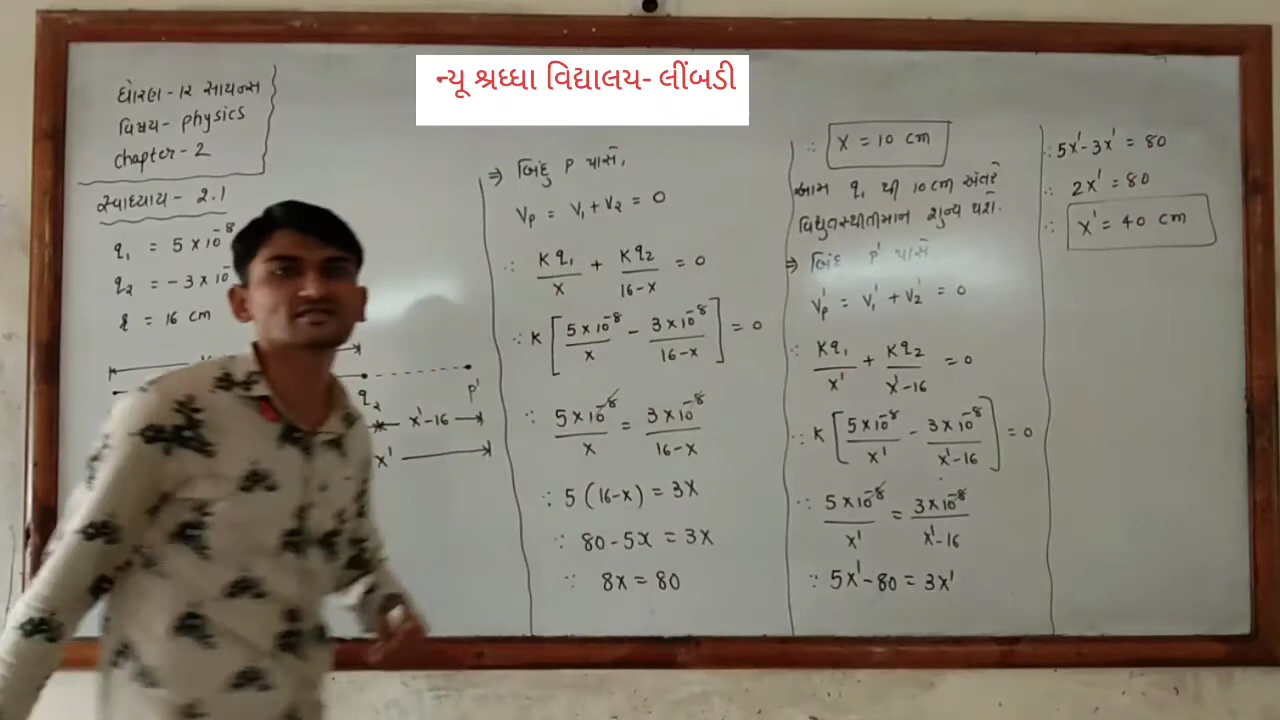 ન્યૂ શ્રધ્ધા વિદ્યાલય- લીંબડી
ધોરણ - ૧૨ સાયન્સ
વિષય - physics
chapter - 2
સ્વાધ્યાય - 2.1
q₁ = 5 × 10⁻⁸
q₂ = - 3 × 10⁻
= 16 cm
q₂
p'
x'-16
x'
⇒ બિંદુ P પાસે,
Vp = V₁ + V₂ = 0
∴ Kq₁/x + Kq₂/16-x = 0
∴ K [ 5×10⁻⁸/x - 3×10⁻⁸/16-x ] = 0
∴ 5×10⁻⁸/x = 3×10⁻⁸/16-x
∴ 5 (16-x) = 3x
∵ 80 - 5x = 3x
∵ 8x = 80
∴ x = 10 cm
આમ q₁ થી 10 cm અંતરે
વિદ્યુતસ્થીતીમાન શુન્ય થશે.
⇒ બિંદુ P' પાસે
Vp' = V₁' + V₂' = 0
∵ Kq₁/x' + Kq₂/x'-16 = 0
∴ K [ 5×10⁻⁸/x' - 3×10⁻⁸/x'-16 ] = 0
∴ 5×10⁻⁸/x' = 3×10⁻⁸/x'-16
∵ 5x' - 80 = 3x'
∴ 5x' - 3x' = 80
∴ 2x' = 80
∴ x' = 40 cm